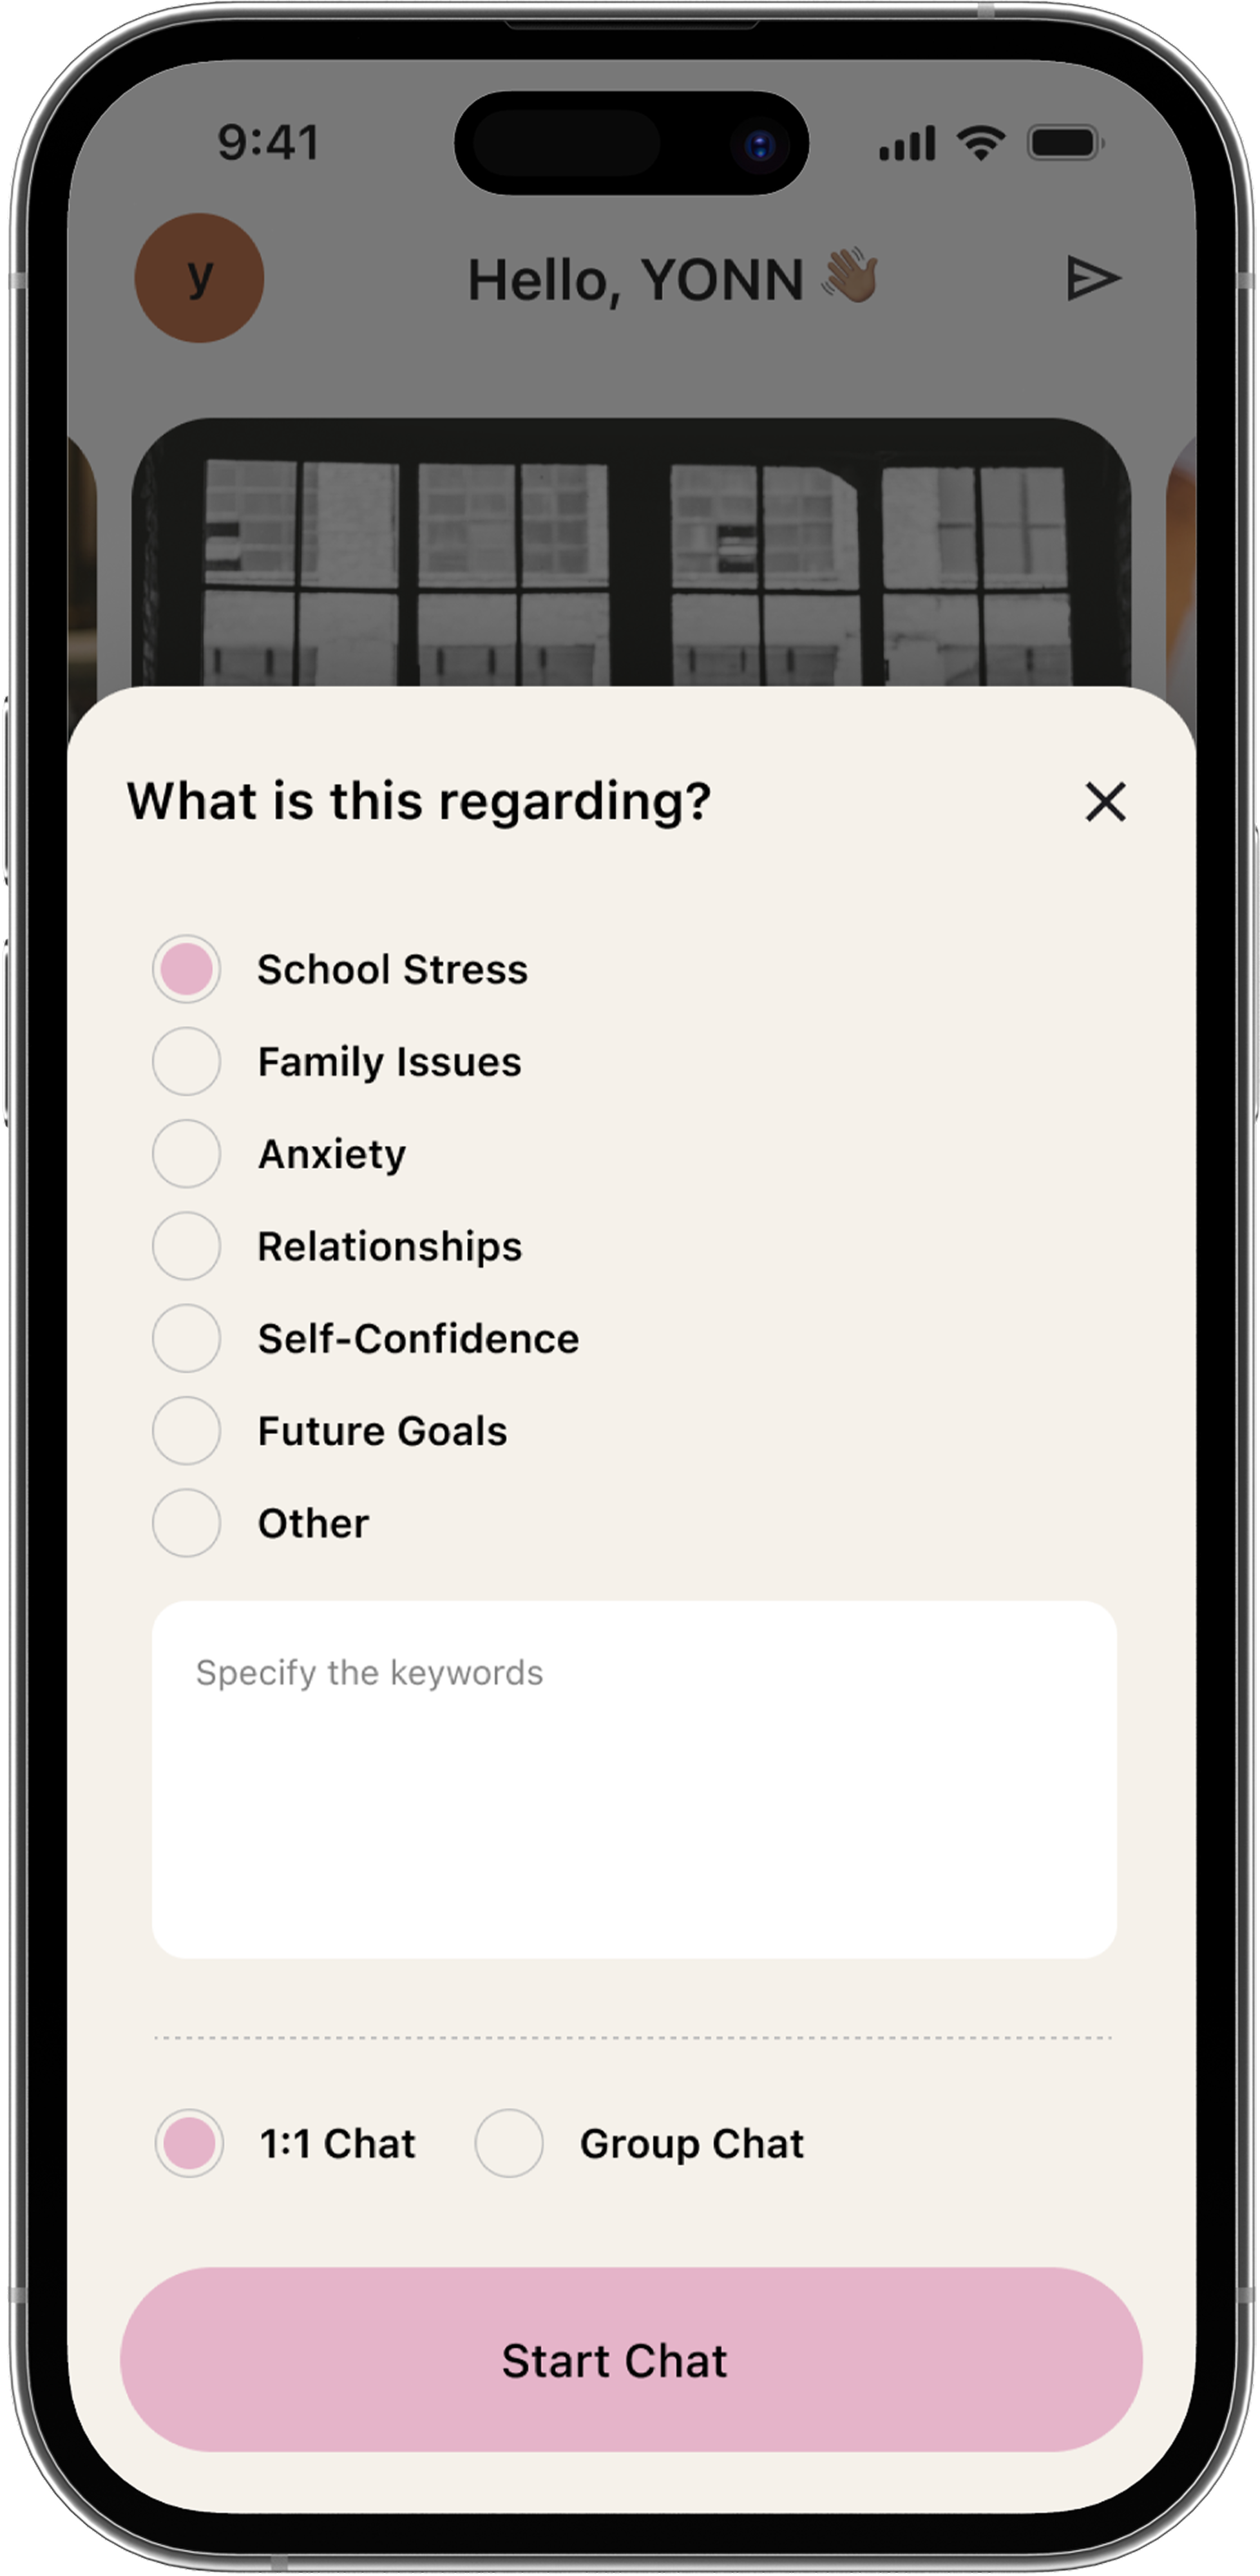 9:41
y
Hello, YONN 👋🏽
What is this regarding?
School Stress
Family Issues
Anxiety
Relationships
Self-Confidence
Future Goals
Other
Specify the keywords
1:1 Chat
Group Chat
Start Chat